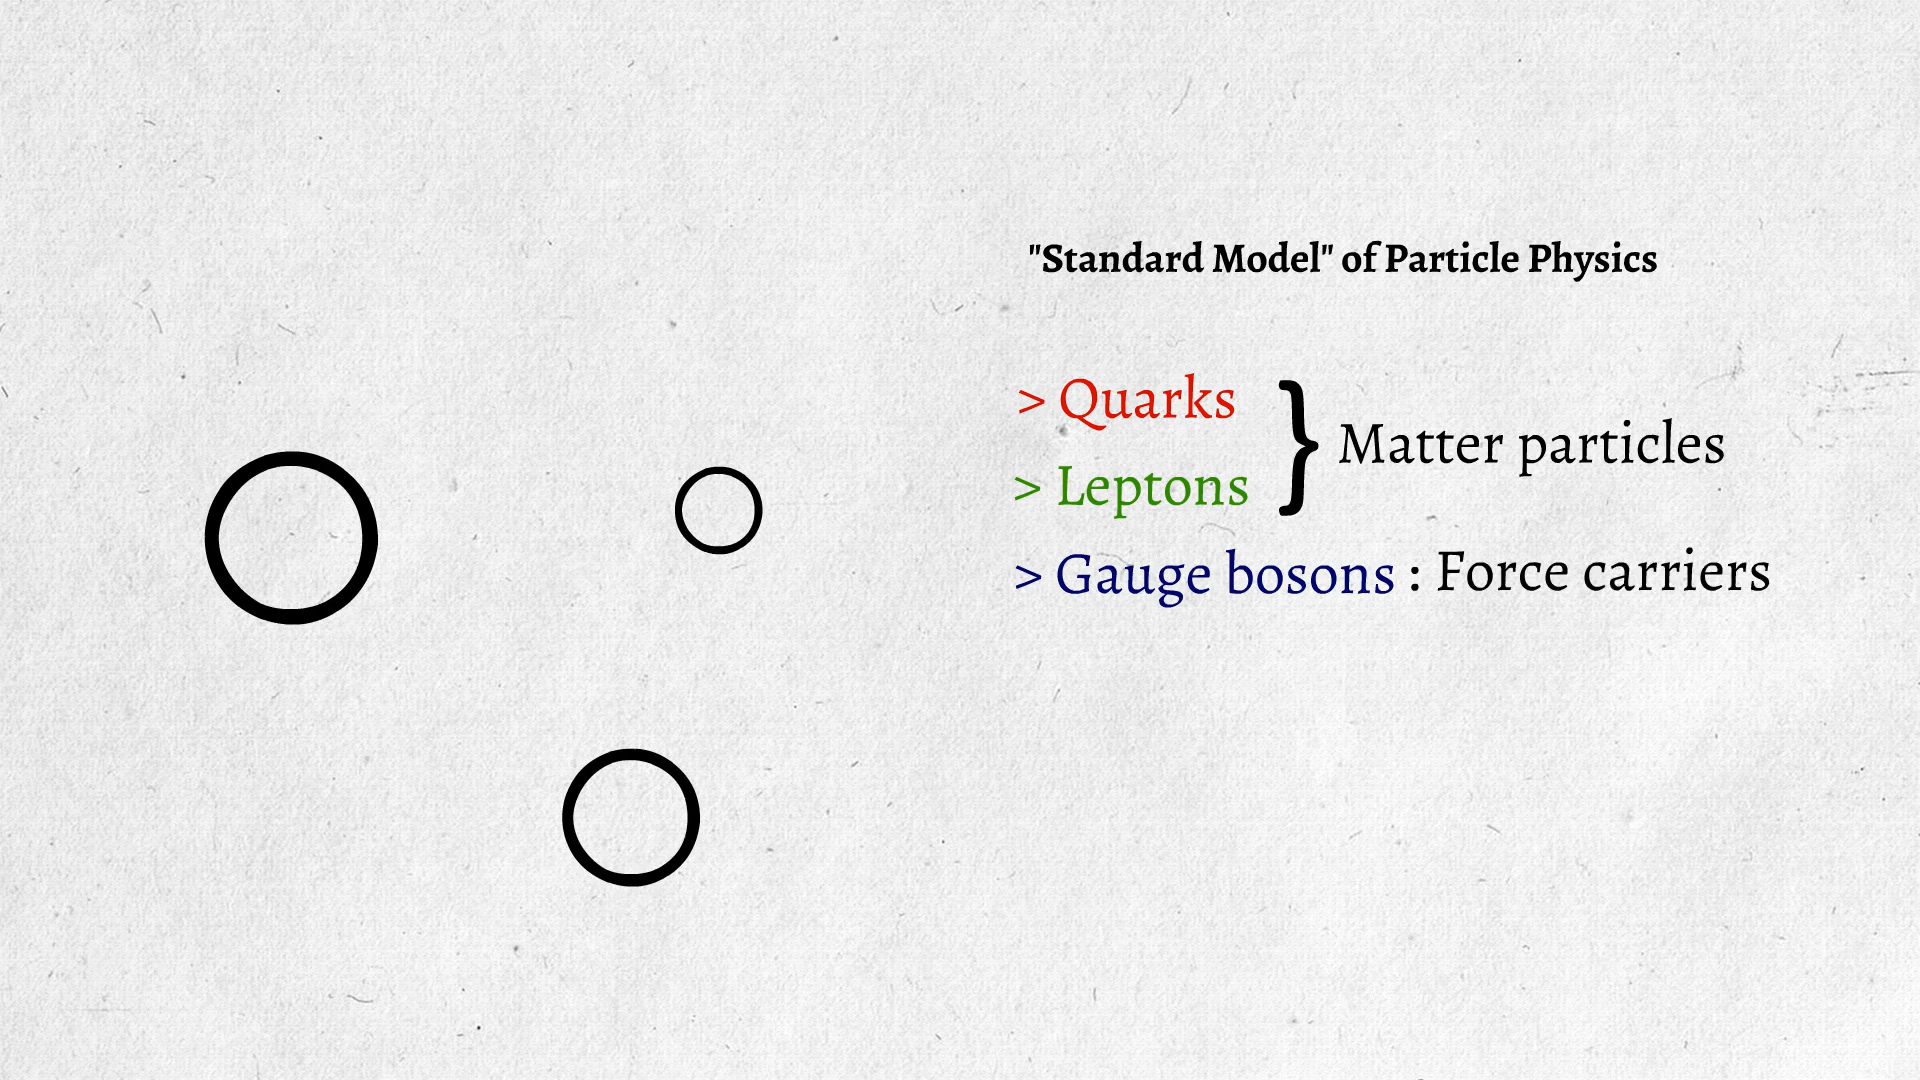 "Standard Model" of Particle Physics
> Quarks
} Matter particles
> Leptons
> Gauge bosons : Force carriers